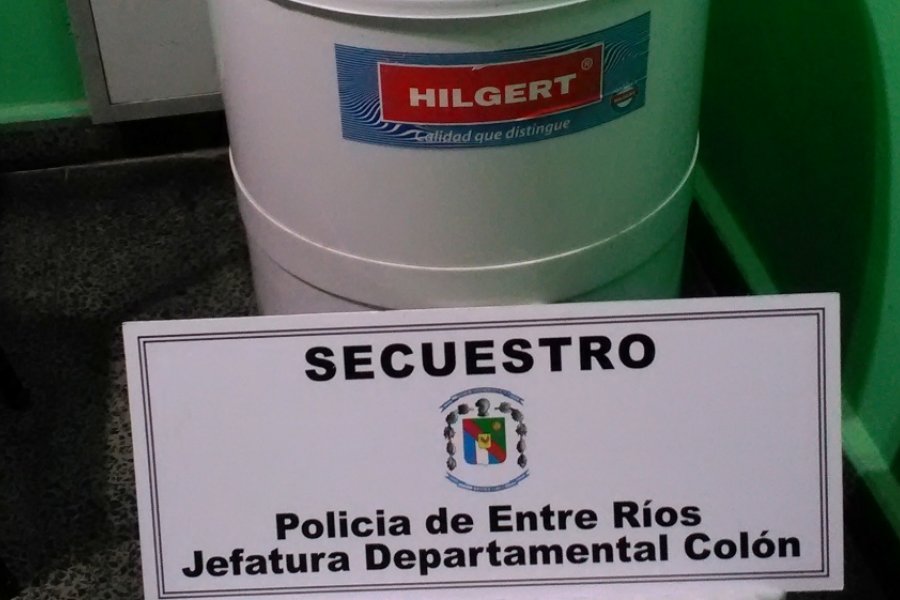 HILGERT ®
Calidad que distingue
SECUESTRO
Policia de Entre Ríos
Jefatura Departamental Colón